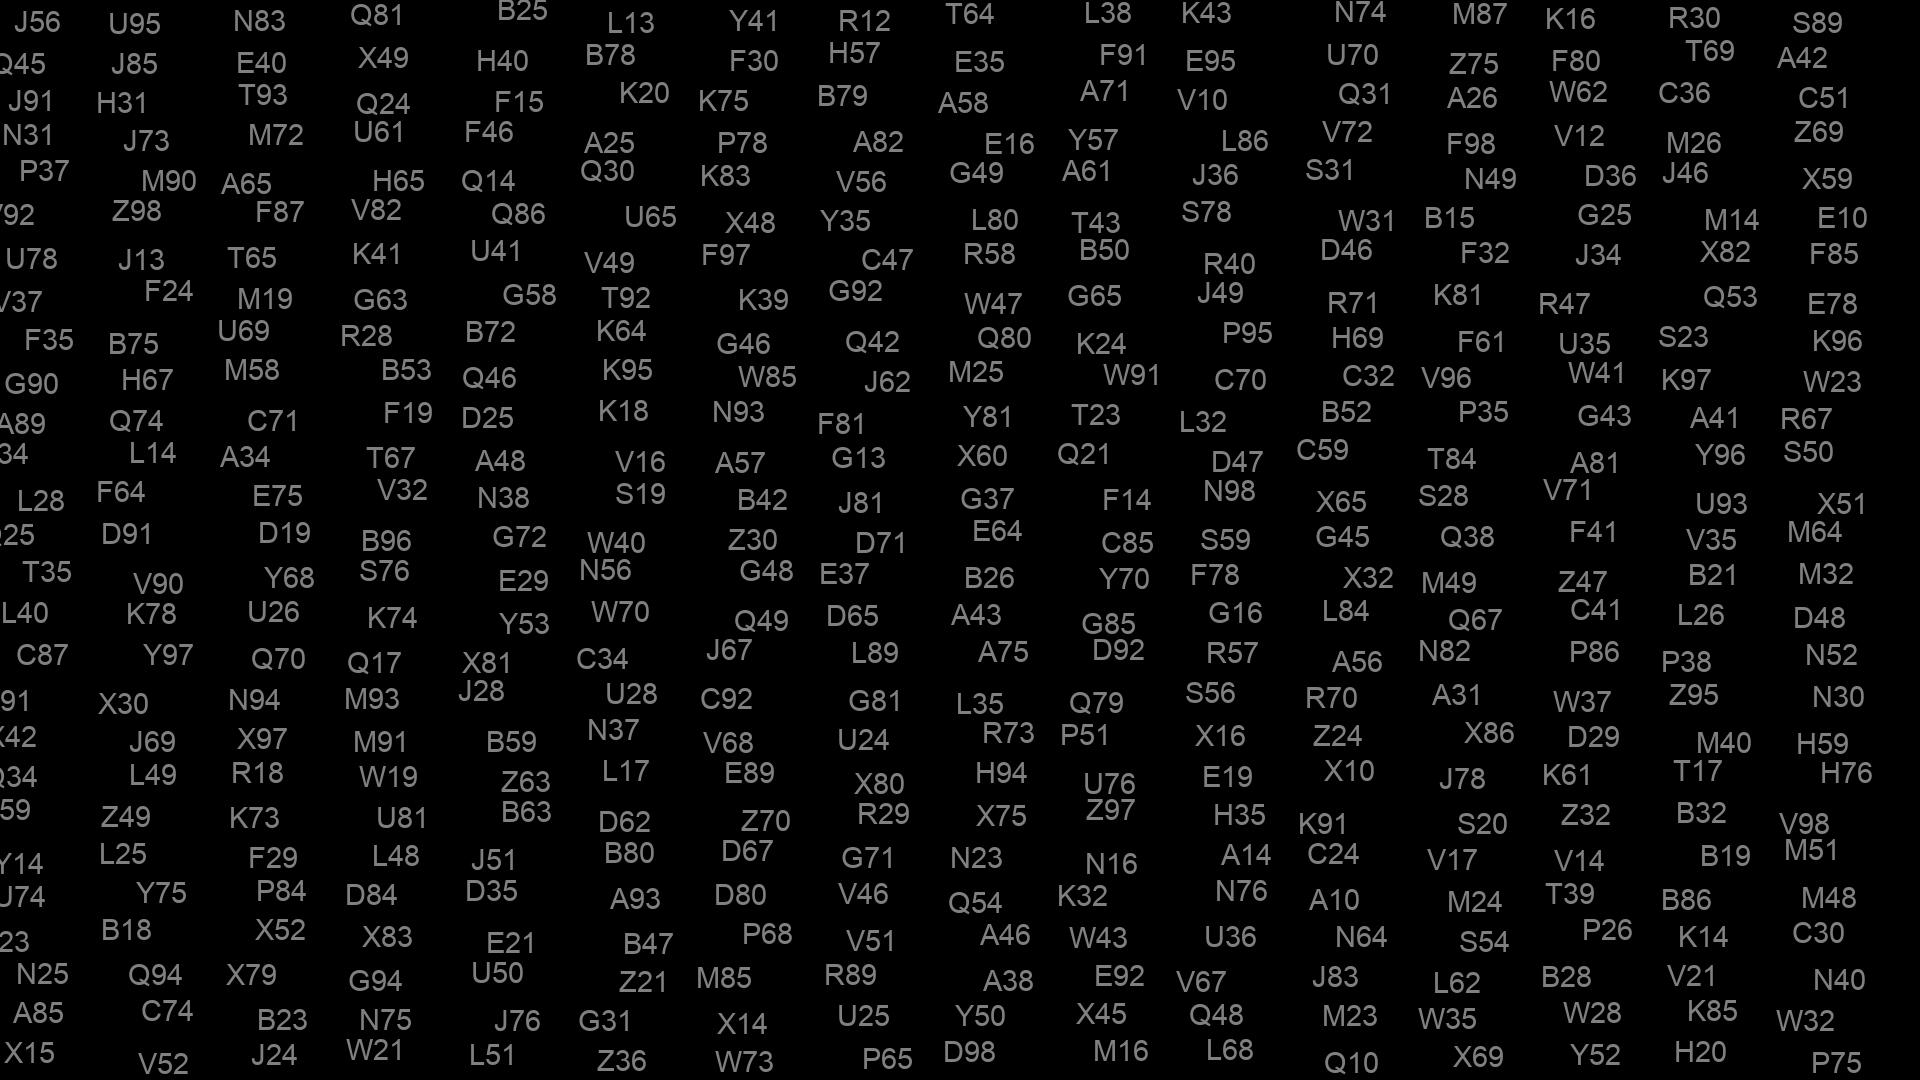 J56 U95 N83 Q81 B25 L13 Y41 R12 T64 L38 K43 N74 M87 K16 R30 S89
Q45 J85 E40 X49 H40 B78 F30 H57 E35 F91 E95 U70 Z75 F80 T69 A42
J91 H31 T93 Q24 F15 K20 K75 B79 A58 A71 V10 Q31 A26 W62 C36 C51
N31 J73 M72 U61 F46 A25 P78 A82 E16 Y57 L86 V72 F98 V12 M26 Z69
P37 M90 A65 H65 Q14 Q30 K83 V56 G49 A61 J36 S31 N49 D36 J46 X59
92 Z98 F87 V82 Q86 U65 X48 Y35 L80 T43 S78 W31 B15 G25 M14 E10
U78 J13 T65 K41 U41 V49 F97 C47 R58 B50 R40 D46 F32 J34 X82 F85
V37 F24 M19 G63 G58 T92 K39 G92 W47 G65 J49 R71 K81 R47 Q53 E78
F35 B75 U69 R28 B72 K64 G46 Q42 Q80 K24 P95 H69 F61 U35 S23 K96
G90 H67 M58 B53 Q46 K95 W85 J62 M25 W91 C70 C32 V96 W41 K97 W23
A89 Q74 C71 F19 D25 K18 N93 F81 Y81 T23 L32 B52 P35 G43 A41 R67
34 L14 A34 T67 A48 V16 A57 G13 X60 Q21 D47 C59 T84 A81 Y96 S50
L28 F64 E75 V32 N38 S19 B42 J81 G37 F14 N98 X65 S28 V71 U93 X51
25 D91 D19 B96 G72 W40 Z30 D71 E64 C85 S59 G45 Q38 F41 V35 M64
T35 V90 Y68 S76 E29 N56 G48 E37 B26 Y70 F78 X32 M49 Z47 B21 M32
L40 K78 U26 K74 Y53 W70 Q49 D65 A43 G85 G16 L84 Q67 C41 L26 D48
C87 Y97 Q70 Q17 X81 C34 J67 L89 A75 D92 R57 A56 N82 P86 P38 N52
91 X30 N94 M93 J28 U28 C92 G81 L35 Q79 S56 R70 A31 W37 Z95 N30
42 J69 X97 M91 B59 N37 V68 U24 R73 P51 X16 Z24 X86 D29 M40 H59
Q34 L49 R18 W19 Z63 L17 E89 X80 H94 U76 E19 X10 J78 K61 T17 H76
59 Z49 K73 U81 B63 D62 Z70 R29 X75 Z97 H35 K91 S20 Z32 B32 V98
Y14 L25 F29 L48 J51 B80 D67 G71 N23 N16 A14 C24 V17 V14 B19 M51
U74 Y75 P84 D84 D35 A93 D80 V46 Q54 K32 N76 A10 M24 T39 B86 M48
23 B18 X52 X83 E21 B47 P68 V51 A46 W43 U36 N64 S54 P26 K14 C30
N25 Q94 X79 G94 U50 Z21 M85 R89 A38 E92 V67 J83 L62 B28 V21 N40
A85 C74 B23 N75 J76 G31 X14 U25 Y50 X45 Q48 M23 W35 W28 K85 W32
X15 V52 J24 W21 L51 Z36 W73 P65 D98 M16 L68 Q10 X69 Y52 H20 P75